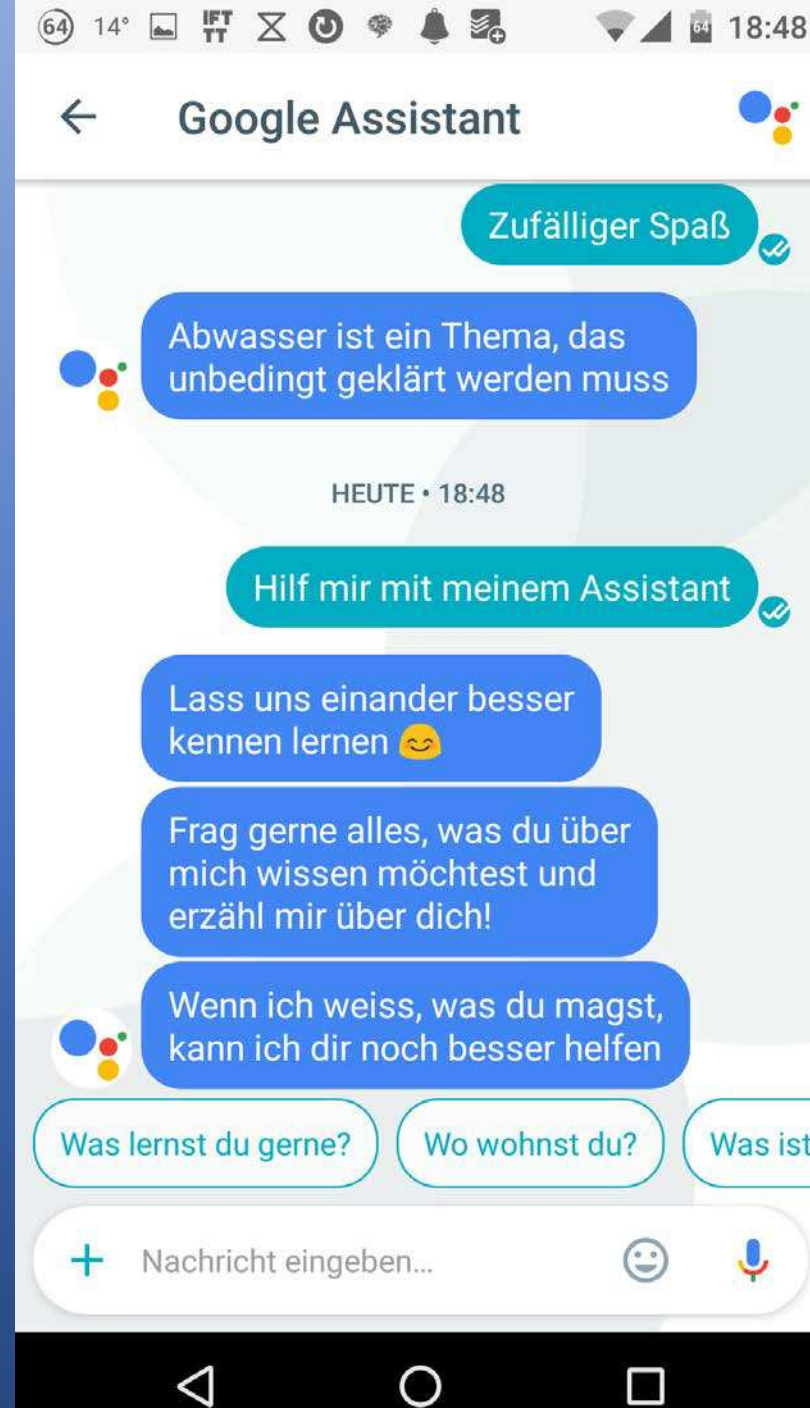 64 14° IFT TT 64 18:48
Google Assistant
Zufälliger Spaß
Abwasser ist ein Thema, das
unbedingt geklärt werden muss
HEUTE • 18:48
Hilf mir mit meinem Assistant
Lass uns einander besser
kennen lernen 😊
Frag gerne alles, was du über
mich wissen möchtest und
erzähl mir über dich!
Wenn ich weiss, was du magst,
kann ich dir noch besser helfen
Was lernst du gerne? Wo wohnst du? Was ist
Nachricht eingeben...